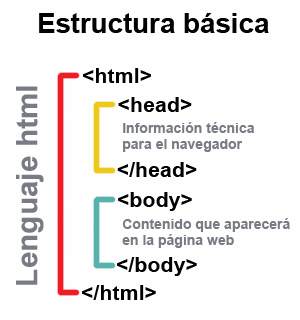 Estructura básica
Lenguaje html
<html>
<head>
Información técnica
para el navegador
</head>
<body>
Contenido que aparecerá
en la página web
</body>
</html>